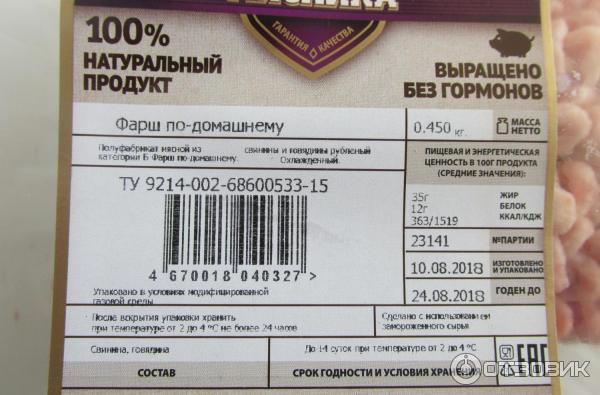 ГАРАНТИЯ КАЧЕСТВА
100%
НАТУРАЛЬНЫЙ
ПРОДУКТ
ВЫРАЩЕНО
БЕЗ ГОРМОНОВ
Фарш по-домашнему
0.450 кг.
МАССА
НЕТТО
Полуфабрикат мясной из свинины и говядины рубленый
категории Б Фарш по-домашнему. Охлажденный.
ПИЩЕВАЯ И ЭНЕРГЕТИЧЕСКАЯ
ЦЕННОСТЬ В 100Г ПРОДУКТА
(СРЕДНИЕ ЗНАЧЕНИЯ):
ТУ 9214-002-68600533-15
35г ЖИР
12г БЕЛОК
363/1519 ККАЛ/КДЖ
23141 №ПАРТИИ
10.08.2018 ИЗГОТОВЛЕНО
И УПАКОВАНО
24.08.2018 ГОДЕН ДО
4 670018 040327 >
Упаковано в условиях модифицированной
газовой среды
После вскрытия упаковки хранить
при температуре от 2 до 4 °С не более 24 часов
Сделано с использованием
замороженного сырья
Свинина, говядина
До 14 суток при температуре от 2 до 4 °С
СОСТАВ
СРОК ГОДНОСТИ И УСЛОВИЯ ХРАНЕНИЯ
EAC
ОТЗОВИК